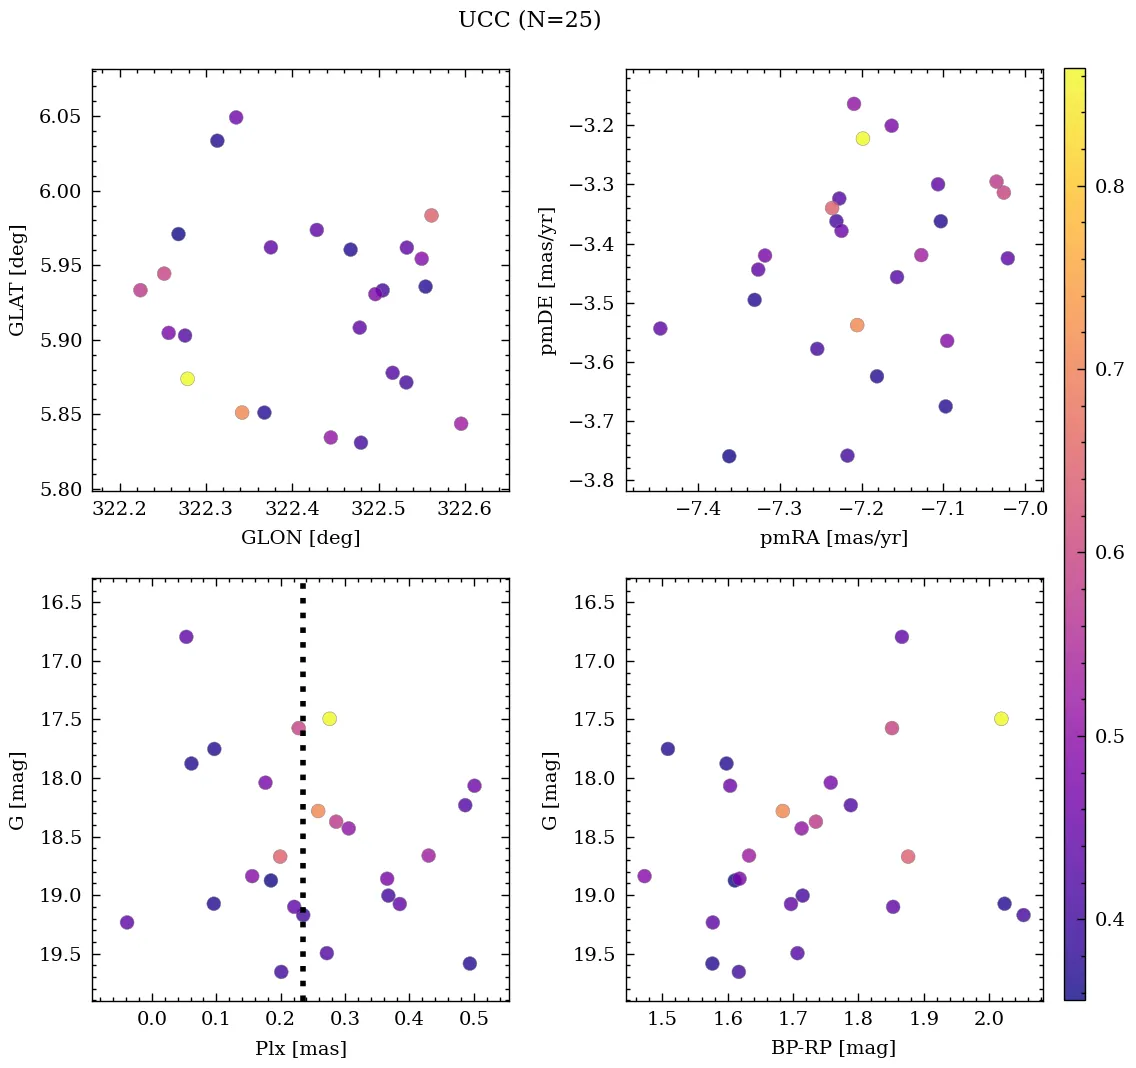 UCC (N=25)
6.05
6.00
5.95
5.90
5.85
5.80
GLAT [deg]
322.2 322.3 322.4 322.5 322.6
GLON [deg]
−3.2
−3.3
−3.4
−3.5
−3.6
−3.7
−3.8
pmDE [mas/yr]
−7.4 −7.3 −7.2 −7.1 −7.0
pmRA [mas/yr]
16.5
17.0
17.5
18.0
18.5
19.0
19.5
G [mag]
0.0 0.1 0.2 0.3 0.4 0.5
Plx [mas]
16.5
17.0
17.5
18.0
18.5
19.0
19.5
G [mag]
1.5 1.6 1.7 1.8 1.9 2.0
BP-RP [mag]
0.8
0.7
0.6
0.5
0.4